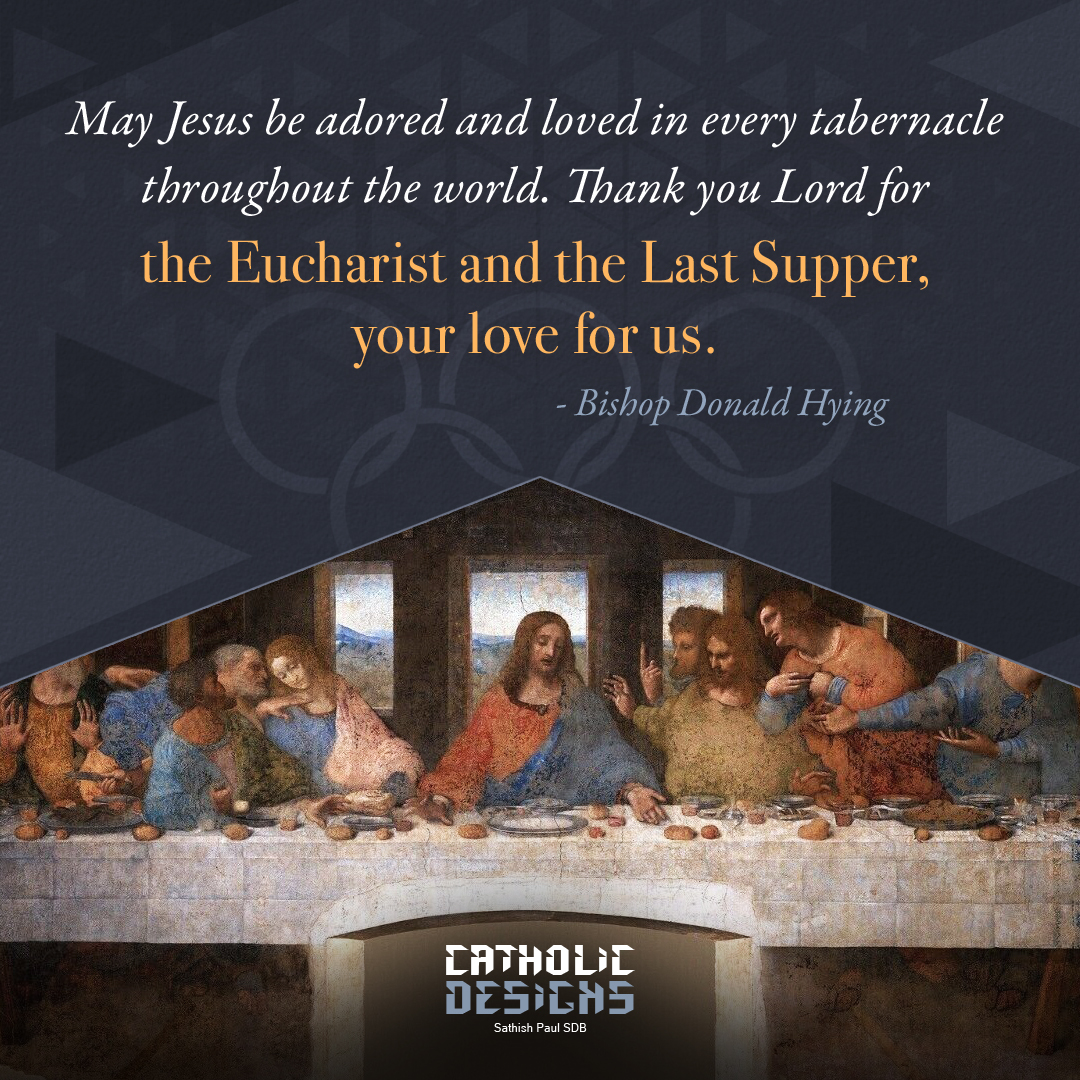 May Jesus be adored and loved in every tabernacle
throughout the world. Thank you Lord for
the Eucharist and the Last Supper,
your love for us.
- Bishop Donald Hying
CATHOLIC
DESIGNS
Sathish Paul SDB